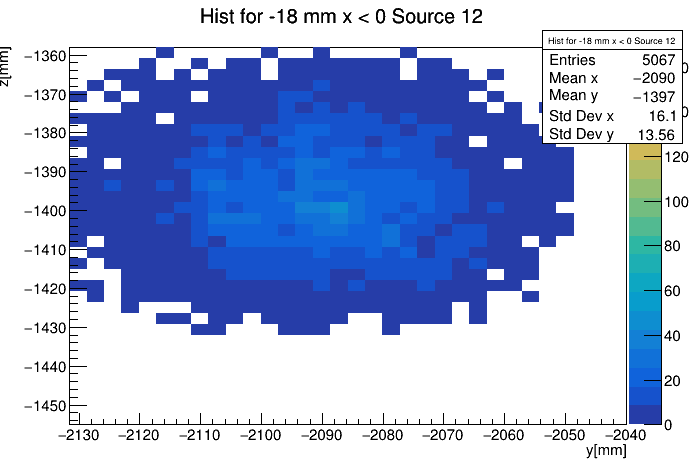 Hist for -18 mm x < 0 Source 12
Hist for -18 mm x < 0 Source 12
Entries 5067
Mean x −2090
Mean y −1397
Std Dev x 16.1
Std Dev y 13.56
z[mm]
−1360
−1370
−1380
−1390
−1400
−1410
−1420
−1430
−1440
−1450
120
100
80
60
40
20
0
−2130 −2120 −2110 −2100 −2090 −2080 −2070 −2060 −2050 −2040
y[mm]